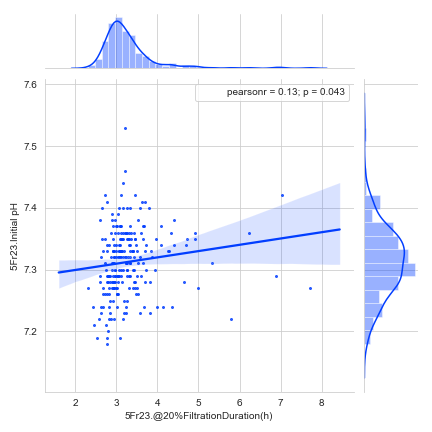 pearsonr = 0.13; p = 0.043
7.6
7.5
7.4
7.3
7.2
5Fr23.Initial pH
2 3 4 5 6 7 8
5Fr23.@20%FiltrationDuration(h)